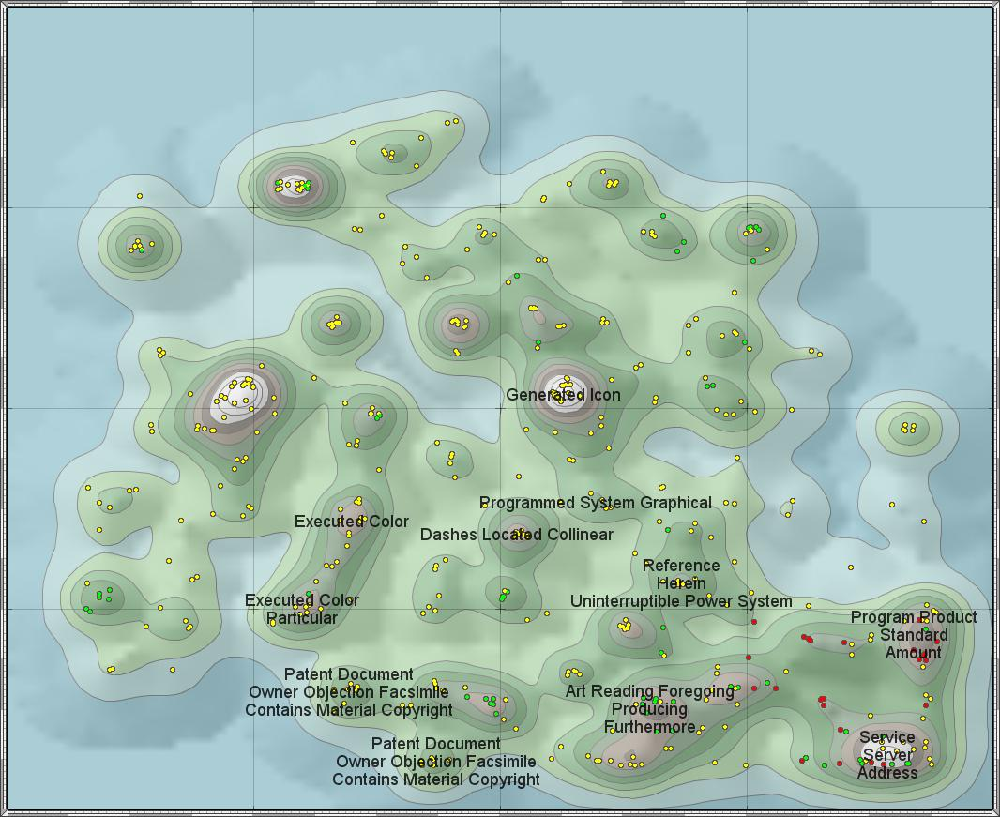 Generated Icon
Programmed System Graphical
Executed Color
Dashes Located Collinear
Reference
Herein
Uninterruptible Power System
Executed Color
Particular
Program Product
Standard
Amount
Patent Document
Owner Objection Facsimile
Contains Material Copyright
Art Reading Foregoing
Producing
Furthermore
Patent Document
Owner Objection Facsimile
Contains Material Copyright
Service
Server
Address